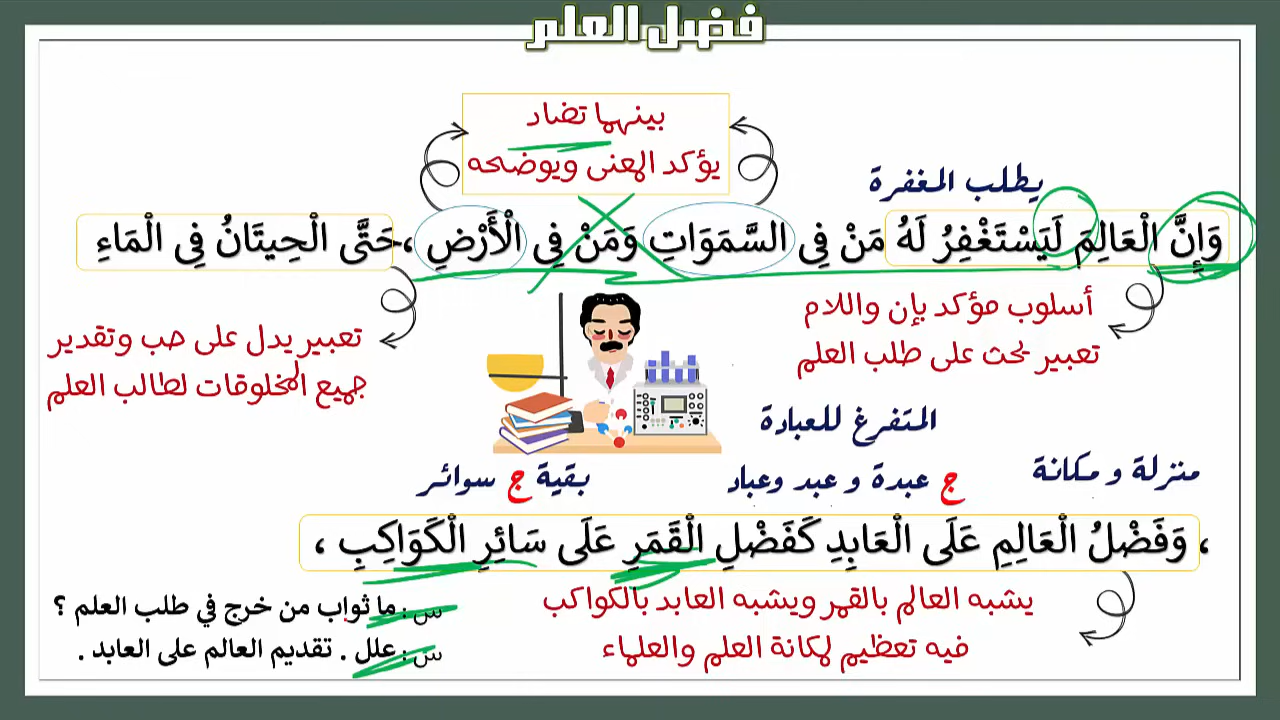 فضل العلم
بينهما تضاد
يؤكد المعنى ويوضحه
يطلب المغفرة
وَإِنَّ الْعَالِمَ لَيَسْتَغْفِرُ لَهُ مَنْ فِى السَّمَوَاتِ وَمَنْ فِى الْأَرْضِ ،حَتَّى الْحِيتَانُ فِى الْمَاءِ
أسلوب مؤكد بإن واللام
تعبير يحث على طلب العلم
تعبير يدل على حب وتقدير
جميع المخلوقات لطالب العلم
المتفرغ للعبادة
منزلة و مكانة
ج عبدة و عبد وعباد
بقية ج سوائر
، وَفَضْلُ الْعَالِمِ عَلَى الْعَابِدِ كَفَضْلِ الْقَمَرِ عَلَى سَائِرِ الْكَوَاكِبِ ،
يشبه العالم بالقمر ويشبه العابد بالكواكب
فيه تعظيم لمكانة العلم والعلماء
س : ما ثواب من خرج في طلب العلم ؟
س : علل . تقديم العالم على العابد .